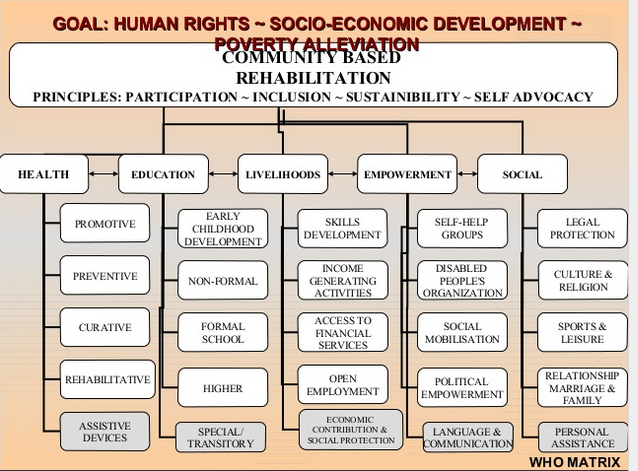 GOAL: HUMAN RIGHTS ~ SOCIO-ECONOMIC DEVELOPMENT ~
POVERTY ALLEVIATION
COMMUNITY BASED
REHABILITATION
PRINCIPLES: PARTICIPATION ~ INCLUSION ~ SUSTAINIBILITY ~ SELF ADVOCACY
HEALTH
EDUCATION
LIVELIHOODS
EMPOWERMENT
SOCIAL
PROMOTIVE
EARLY
CHILDHOOD
DEVELOPMENT
SKILLS
DEVELOPMENT
SELF-HELP
GROUPS
LEGAL
PROTECTION
PREVENTIVE
NON-FORMAL
INCOME
GENERATING
ACTIVITIES
DISABLED
PEOPLE'S
ORGANIZATION
CULTURE &
RELIGION
CURATIVE
FORMAL
SCHOOL
ACCESS TO
FINANCIAL
SERVICES
SOCIAL
MOBILISATION
SPORTS &
LEISURE
REHABILITATIVE
HIGHER
OPEN
EMPLOYMENT
POLITICAL
EMPOWERMENT
RELATIONSHIP
MARRIAGE &
FAMILY
ASSISTIVE
DEVICES
SPECIAL/
TRANSITORY
ECONOMIC
CONTRIBUTION &
SOCIAL PROTECTION
LANGUAGE &
COMMUNICATION
PERSONAL
ASSISTANCE
WHO MATRIX